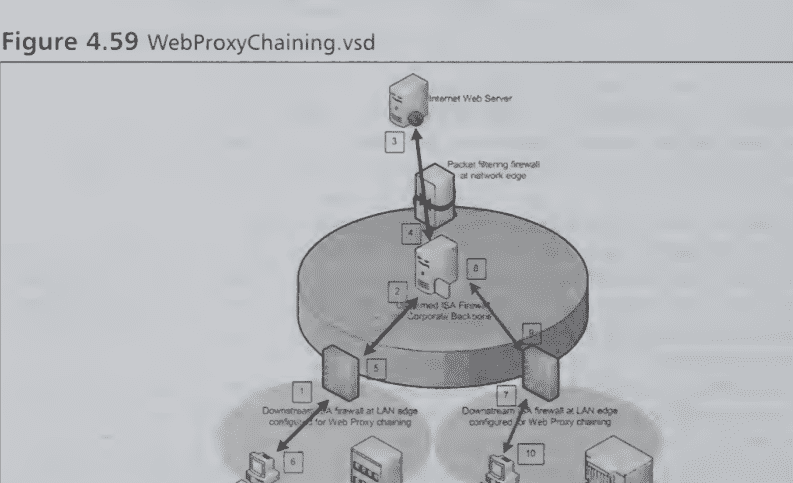 Figure 4.59 WebProxyChaining.vsd
Internet Web Server
3
Packet filtering firewall
at network edge
4
8
2
ISA Firewall
Corporate Backbone
9
5
1
7
Downstream ISA firewall at LAN edge
configured for Web Proxy chaining
Downstream ISA firewall at LAN edge
configured for Web Proxy chaining
6
10